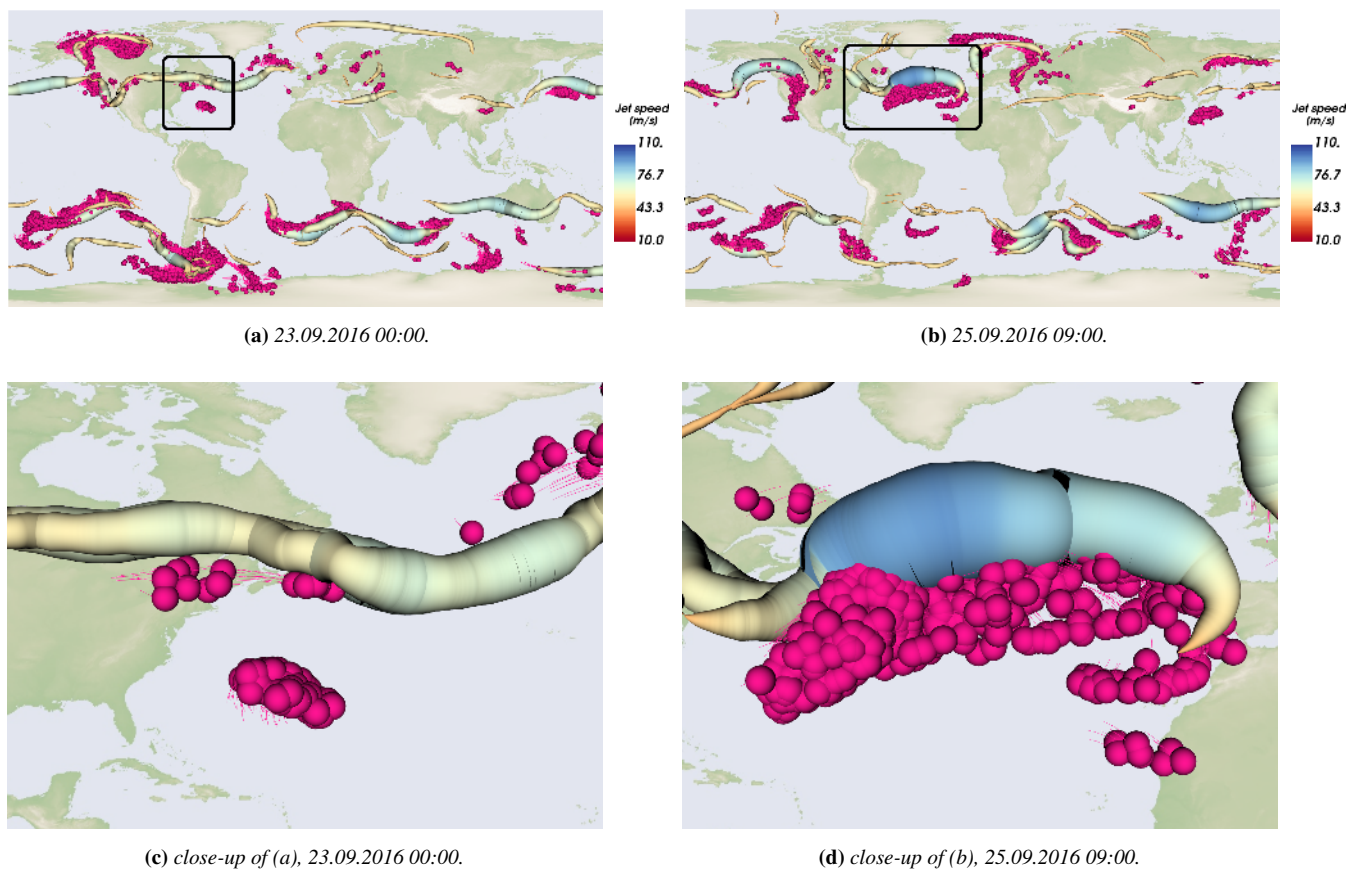 Jet speed
(m/s)
110.
76.7
43.3
10.0
Jet speed
(m/s)
110.
76.7
43.3
10.0
(a) 23.09.2016 00:00.
(b) 25.09.2016 09:00.
(c) close-up of (a), 23.09.2016 00:00.
(d) close-up of (b), 25.09.2016 09:00.